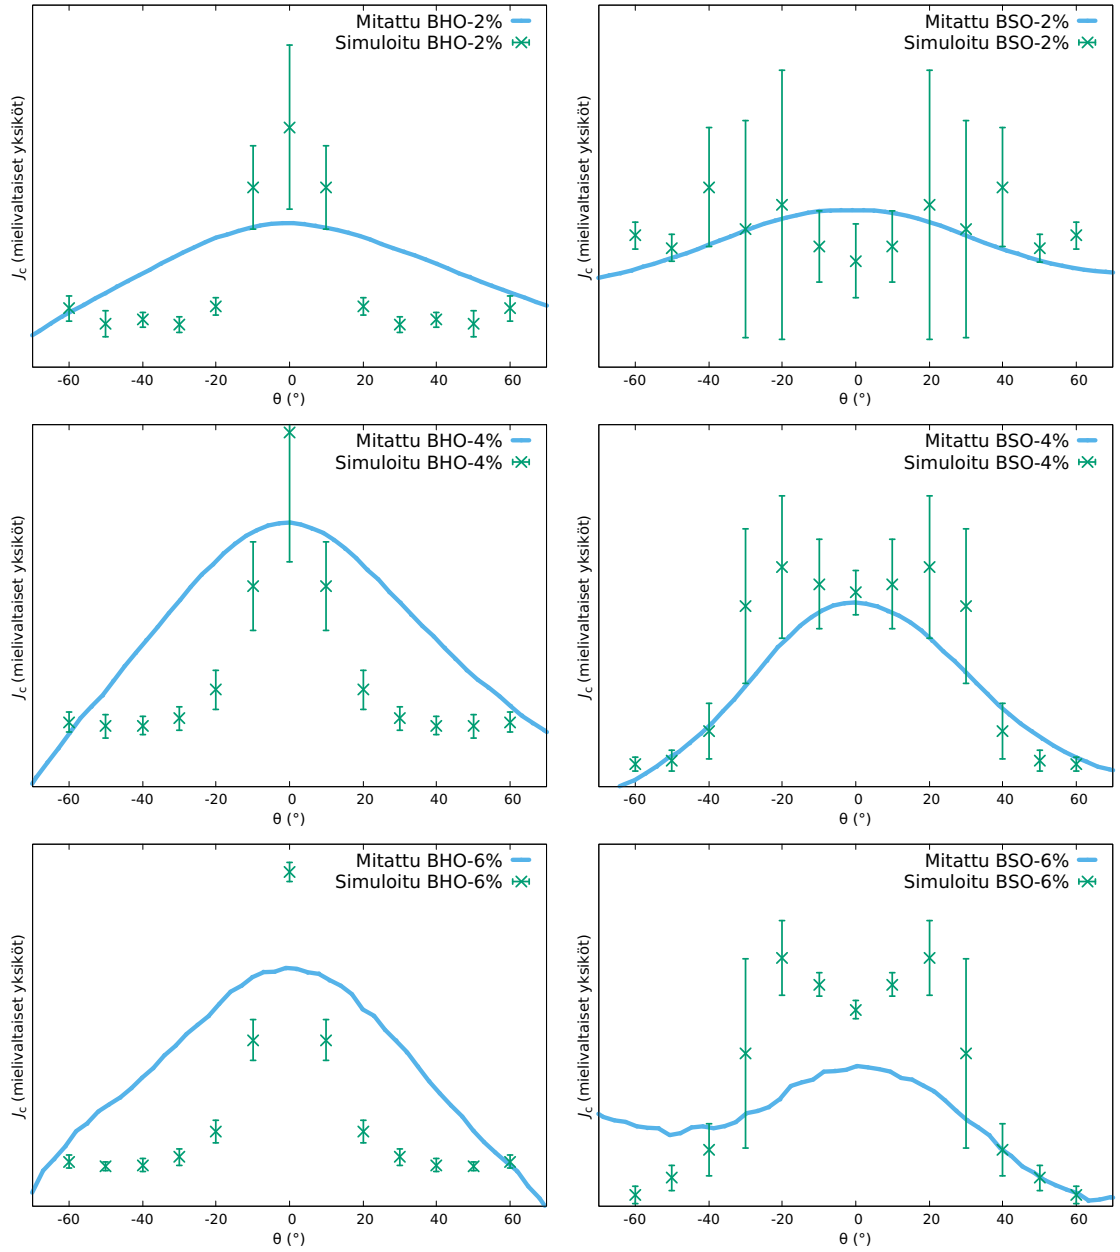 Mitattu BHO-2%
Simuloitu BHO-2%
J_c (mielivaltaiset yksiköt)
-60 -40 -20 0 20 40 60
θ (°)
Mitattu BSO-2%
Simuloitu BSO-2%
J_c (mielivaltaiset yksiköt)
-60 -40 -20 0 20 40 60
θ (°)
Mitattu BHO-4%
Simuloitu BHO-4%
J_c (mielivaltaiset yksiköt)
-60 -40 -20 0 20 40 60
θ (°)
Mitattu BSO-4%
Simuloitu BSO-4%
J_c (mielivaltaiset yksiköt)
-60 -40 -20 0 20 40 60
θ (°)
Mitattu BHO-6%
Simuloitu BHO-6%
J_c (mielivaltaiset yksiköt)
-60 -40 -20 0 20 40 60
θ (°)
Mitattu BSO-6%
Simuloitu BSO-6%
J_c (mielivaltaiset yksiköt)
-60 -40 -20 0 20 40 60
θ (°)